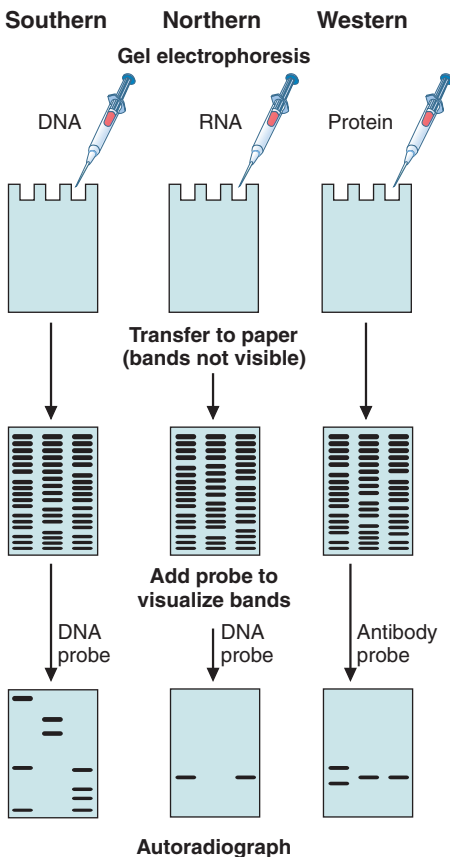 Southern Northern Western
Gel electrophoresis
DNA RNA Protein
Transfer to paper
(bands not visible)
Add probe to
visualize bands
DNA DNA Antibody
probe probe probe
Autoradiograph